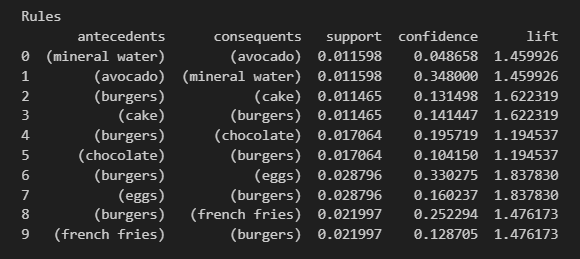 Rules
antecedents consequents support confidence lift
0 (mineral water) (avocado) 0.011598 0.048658 1.459926
1 (avocado) (mineral water) 0.011598 0.348000 1.459926
2 (burgers) (cake) 0.011465 0.131498 1.622319
3 (cake) (burgers) 0.011465 0.141447 1.622319
4 (burgers) (chocolate) 0.017064 0.195719 1.194537
5 (chocolate) (burgers) 0.017064 0.104150 1.194537
6 (burgers) (eggs) 0.028796 0.330275 1.837830
7 (eggs) (burgers) 0.028796 0.160237 1.837830
8 (burgers) (french fries) 0.021997 0.252294 1.476173
9 (french fries) (burgers) 0.021997 0.128705 1.476173